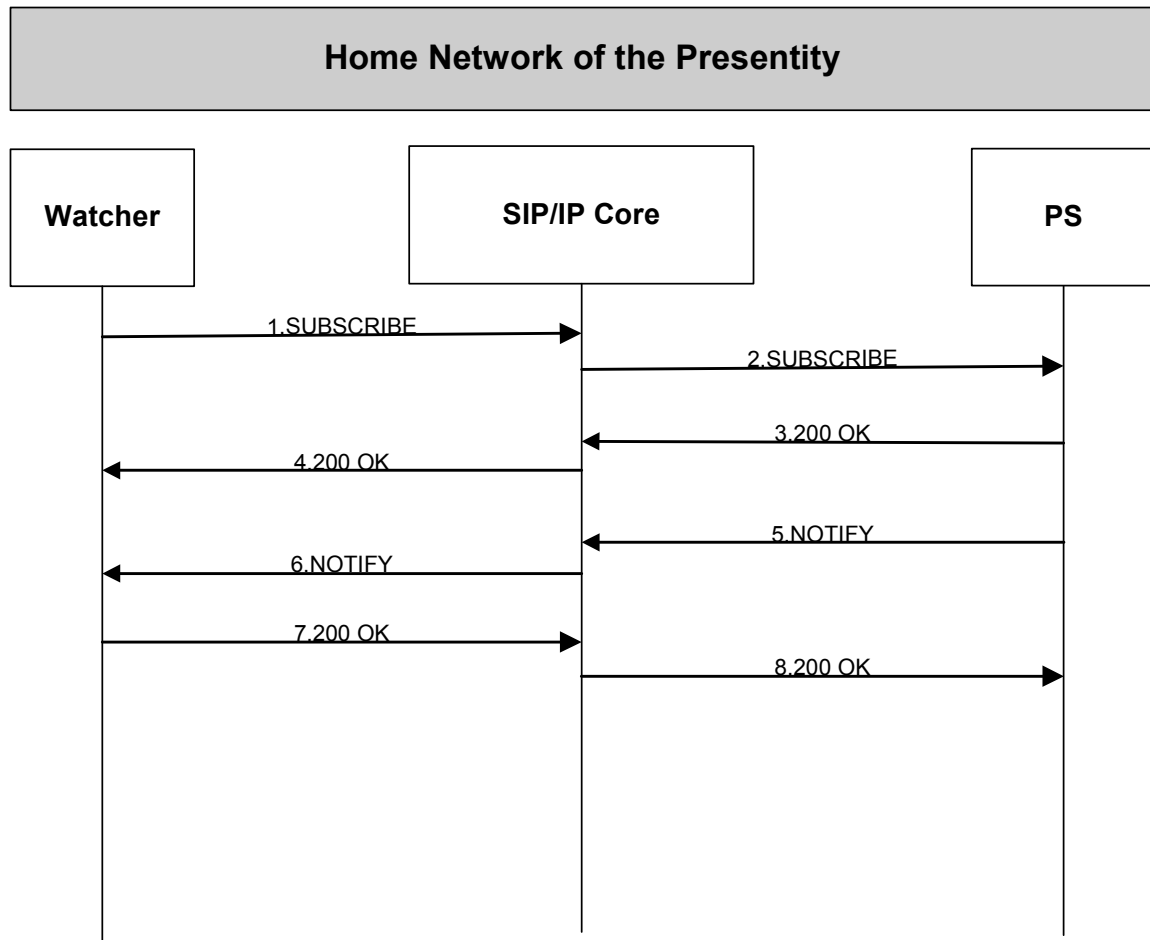 Home Network of the Presentity
Watcher
SIP/IP Core
PS
1.SUBSCRIBE
2.SUBSCRIBE
3.200 OK
4.200 OK
5.NOTIFY
6.NOTIFY
7.200 OK
8.200 OK